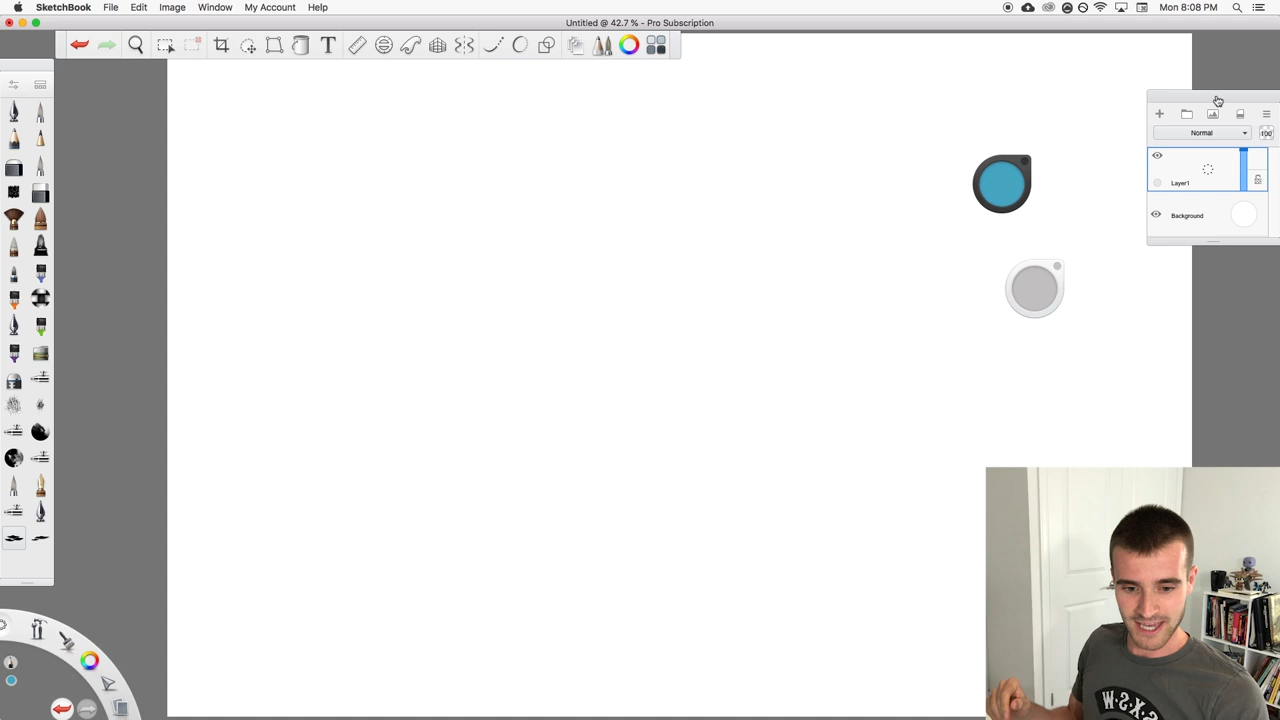 SketchBook File Edit Image Window My Account Help
Mon 8:08 PM
Untitled @ 42.7 % - Pro Subscription
T
Normal
100
Layer1
Background
W·S·X·S